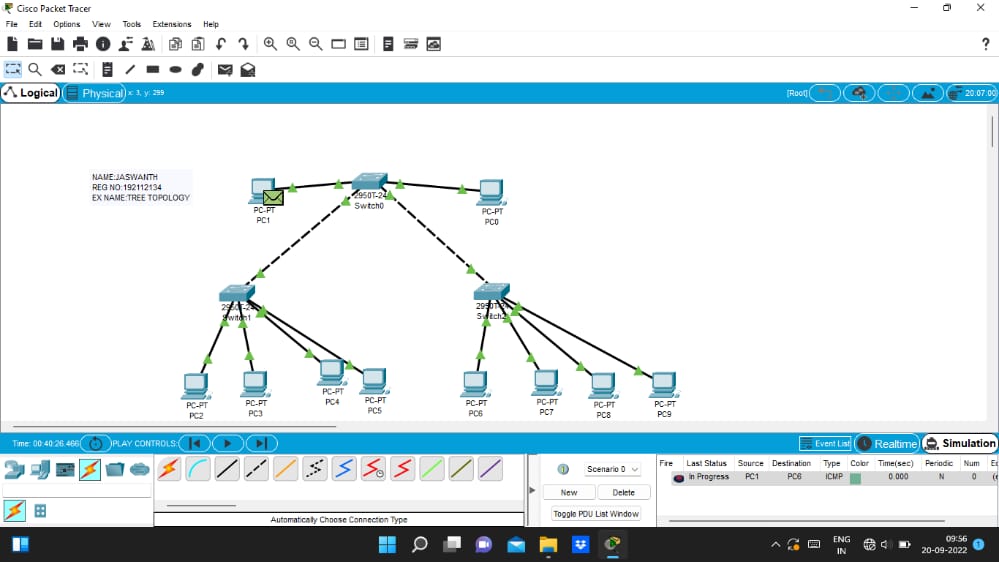 Cisco Packet Tracer
File Edit Options View Tools Extensions Help
?
Logical Physical x: 3, y: 299 [Root] 20:07:00
NAME:JASWANTH
REG NO:192112134
EX NAME:TREE TOPOLOGY
PC-PT
PC1
2950T-24
Switch0
PC-PT
PC0
2950T-24
Switch1
2950T-24
Switch2
PC-PT
PC2
PC-PT
PC3
PC-PT
PC4
PC-PT
PC5
PC-PT
PC6
PC-PT
PC7
PC-PT
PC8
PC-PT
PC9
Time: 00:40:26.466 PLAY CONTROLS: Event List Realtime Simulation
Scenario 0
New Delete
Toggle PDU List Window
Fire Last Status Source Destination Type Color Time(sec) Periodic Num
In Progress PC1 PC6 ICMP 0.000 N 0
Automatically Choose Connection Type
ENG
IN
09:56
20-09-2022
1